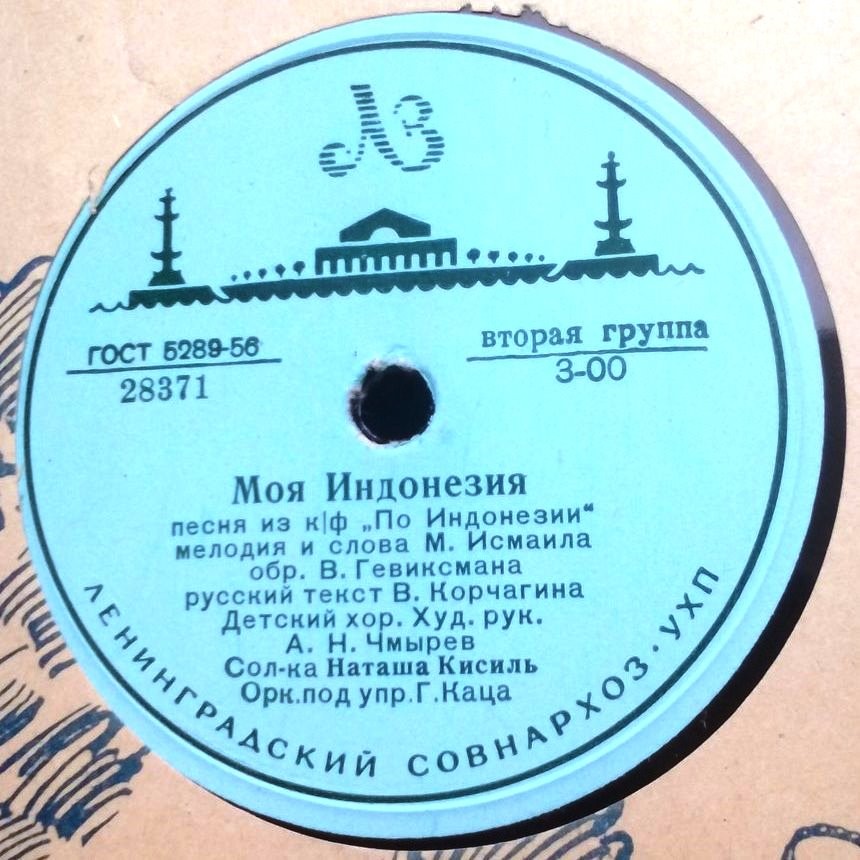 ЛЗ
ГОСТ 5289-56
28371
вторая группа
3-00
Моя Индонезия
песня из к|ф „По Индонезии“
мелодия и слова М. Исмаила
обр. В. Гевиксмана
русский текст В. Корчагина
Детский хор. Худ. рук.
А. Н. Чмырев
Сол-ка Наташа Кисиль
Орк.под упр.Г.Каца
ЛЕНИНГРАДСКИЙ СОВНАРХОЗ·УХП